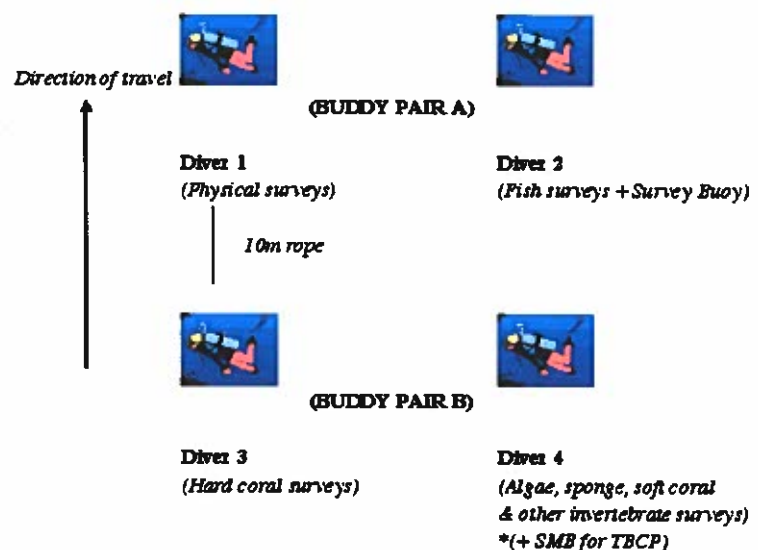 Direction of travel
(BUDDY PAIR A)
Diver 1
(Physical surveys)
Diver 2
(Fish surveys + Survey Buoy)
10m rope
(BUDDY PAIR B)
Diver 3
(Hard coral surveys)
Diver 4
(Algae, sponge, soft coral
& other invertebrate surveys)
*(+ SMB for TBCP)